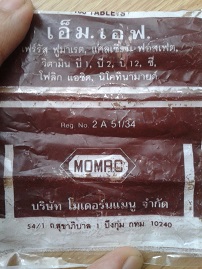 100 TABLETS
เอ็ม.เอฟ.
เฟอร์รัส ฟูมาเรต, แคลเซียม ฟอสเฟต,
วิตามิน บี 1, บี 2, บี 12, ซี,
โฟลิก แอซิด, นิโคทินามายด์
Reg. No. 2 A 51/34
MOMAC
บริษัท โมเดอร์นแมนู จำกัด
54/1 ถ.สุขาภิบาล 1 บึงกุ่ม กทม 10240